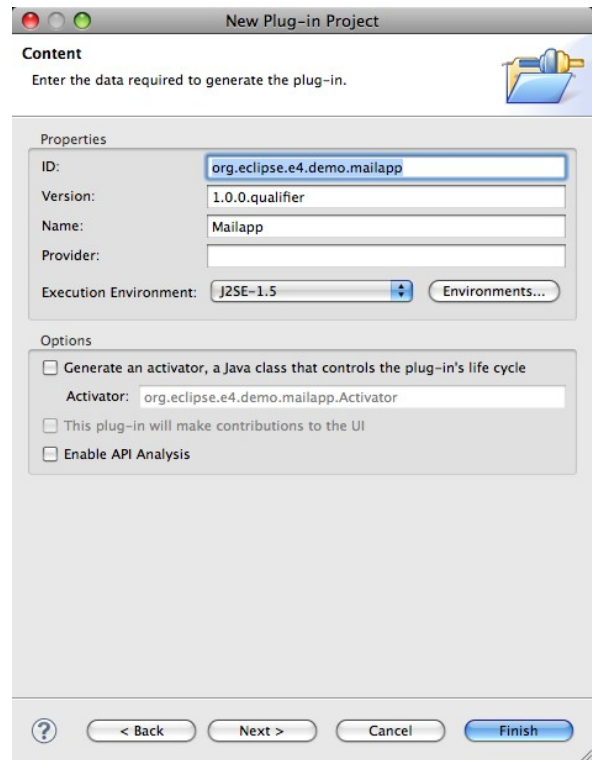 New Plug-in Project
Content
Enter the data required to generate the plug-in.
Properties
ID: org.eclipse.e4.demo.mailapp
Version: 1.0.0.qualifier
Name: Mailapp
Provider:
Execution Environment: J2SE-1.5 Environments...
Options
Generate an activator, a Java class that controls the plug-in's life cycle
Activator: org.eclipse.e4.demo.mailapp.Activator
This plug-in will make contributions to the UI
Enable API Analysis
? < Back Next > Cancel Finish